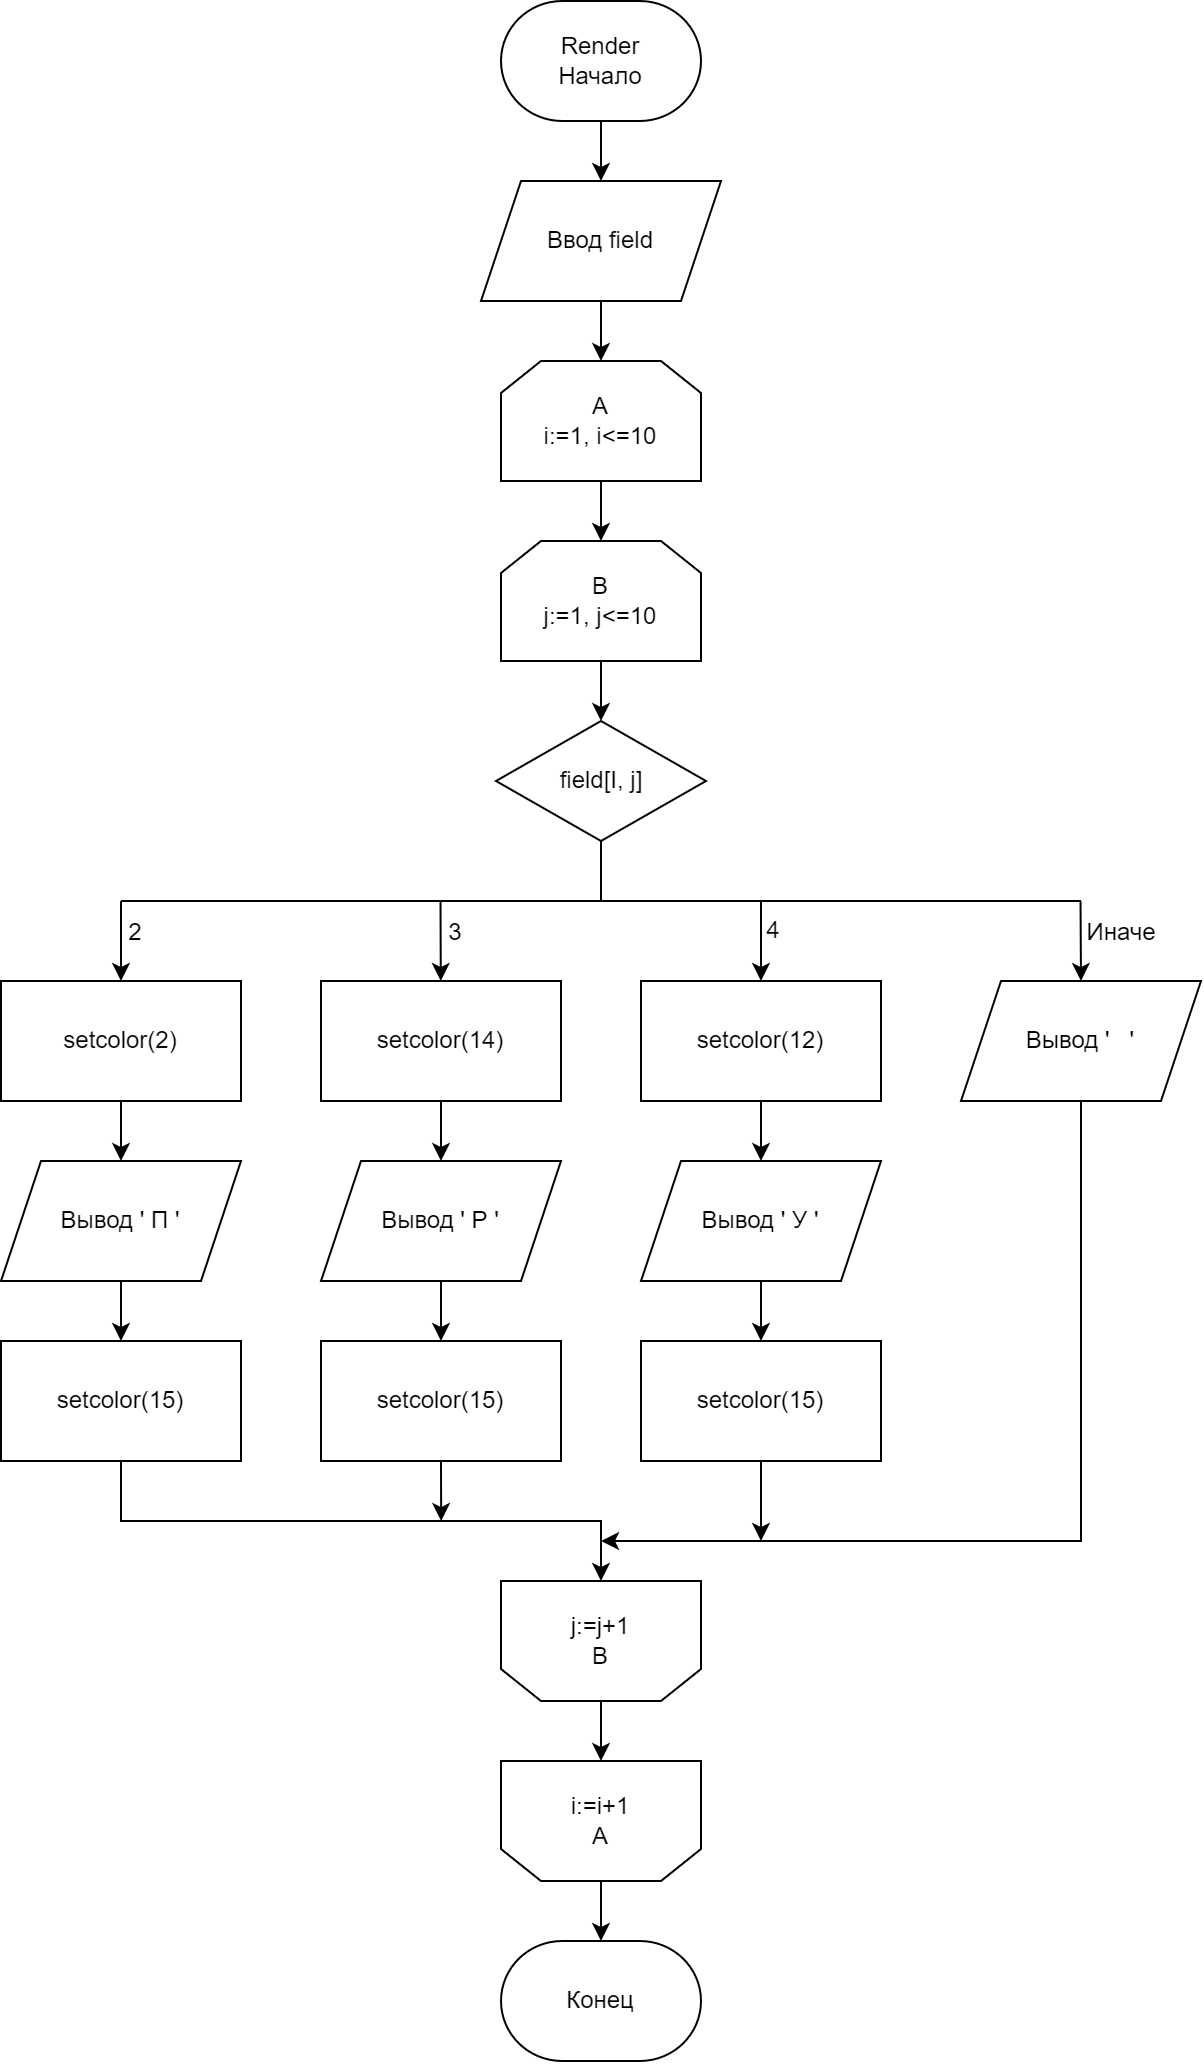 Render
Начало
Ввод field
A
i:=1, i<=10
B
j:=1, j<=10
field[I, j]
2
3
4
Иначе
setcolor(2)
setcolor(14)
setcolor(12)
Вывод '   '
Вывод ' П '
Вывод ' Р '
Вывод ' У '
setcolor(15)
setcolor(15)
setcolor(15)
j:=j+1
B
i:=i+1
A
Конец